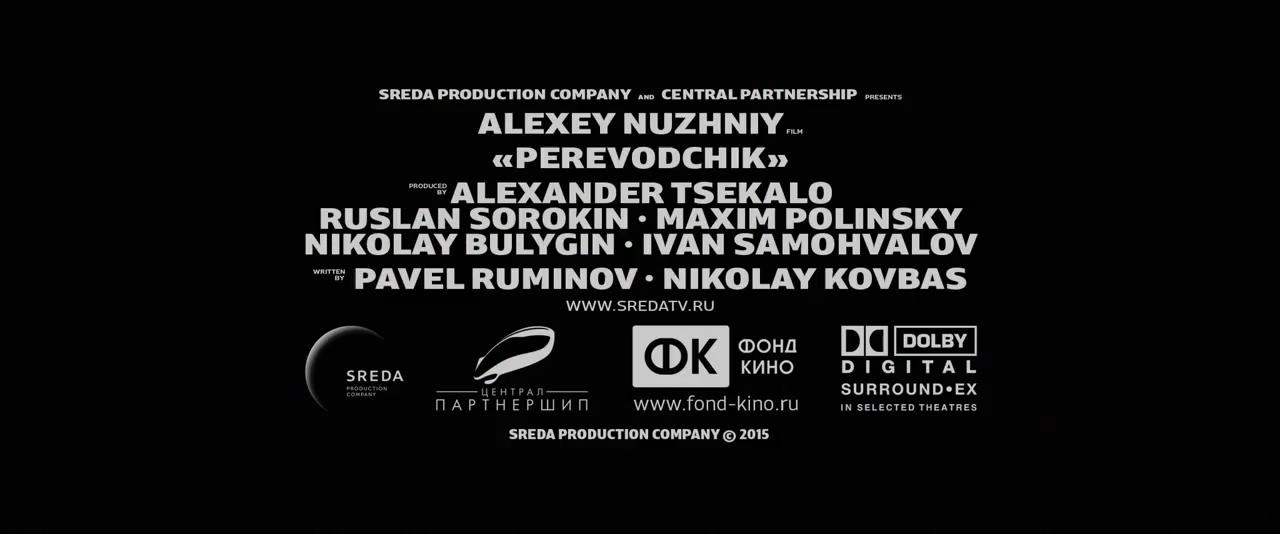 SREDA PRODUCTION COMPANY AND CENTRAL PARTNERSHIP PRESENTS
ALEXEY NUZHNIY FILM
«PEREVODCHIK»
PRODUCED BY ALEXANDER TSEKALO
RUSLAN SOROKIN · MAXIM POLINSKY
NIKOLAY BULYGIN · IVAN SAMOHVALOV
WRITTEN BY PAVEL RUMINOV · NIKOLAY KOVBAS
WWW.SREDATV.RU
SREDA
PRODUCTION
COMPANY
ЦЕНТРАЛ
ПАРТНЕРШИП
ФК ФОНД
КИНО
www.fond-kino.ru
DOLBY
DIGITAL
SURROUND•EX
IN SELECTED THEATRES
SREDA PRODUCTION COMPANY © 2015